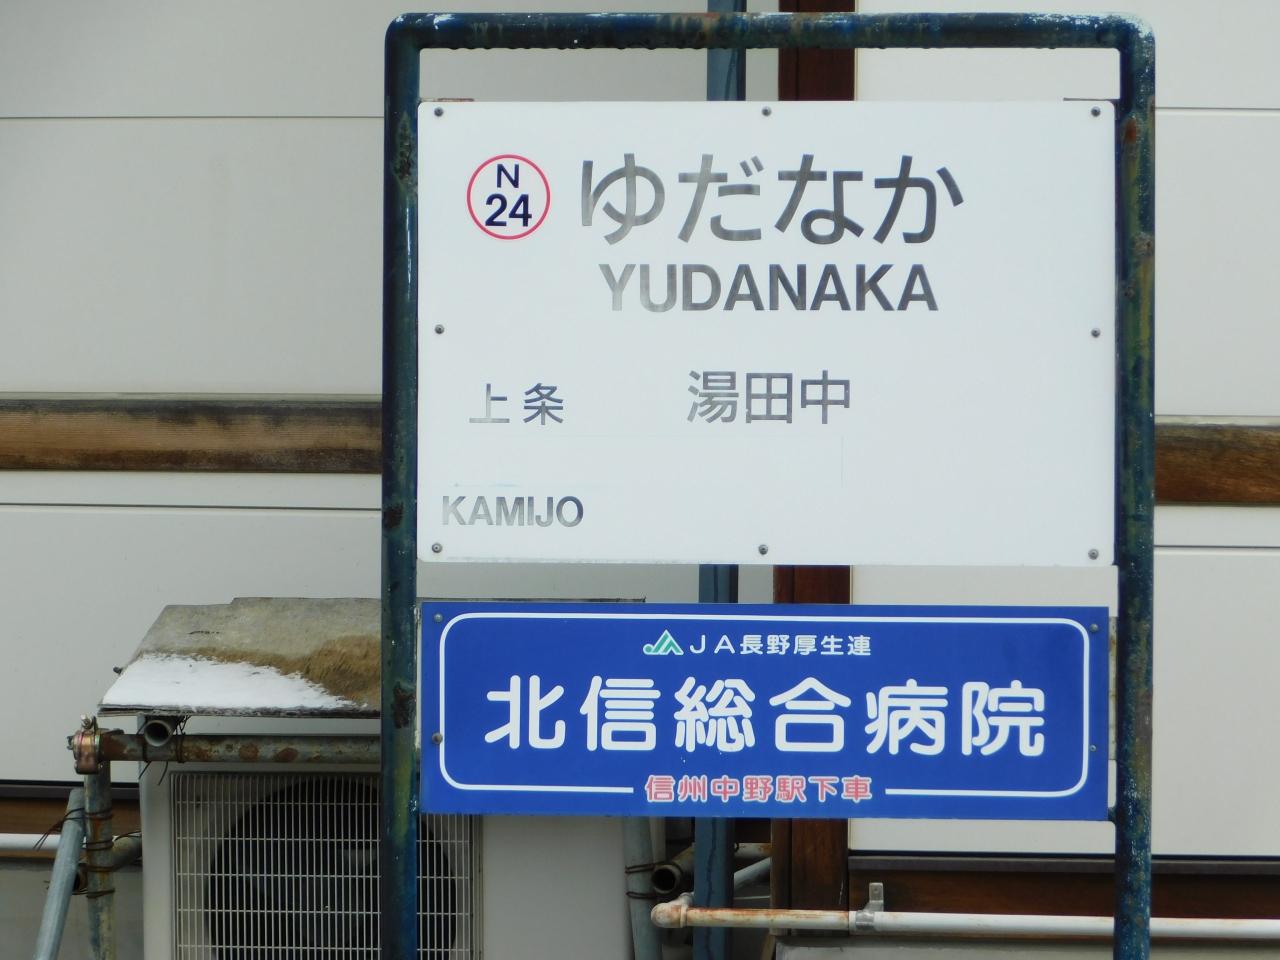 N
24
ゆだなか
YUDANAKA
上条 湯田中
KAMIJO
JA長野厚生連
北信総合病院
信州中野駅下車